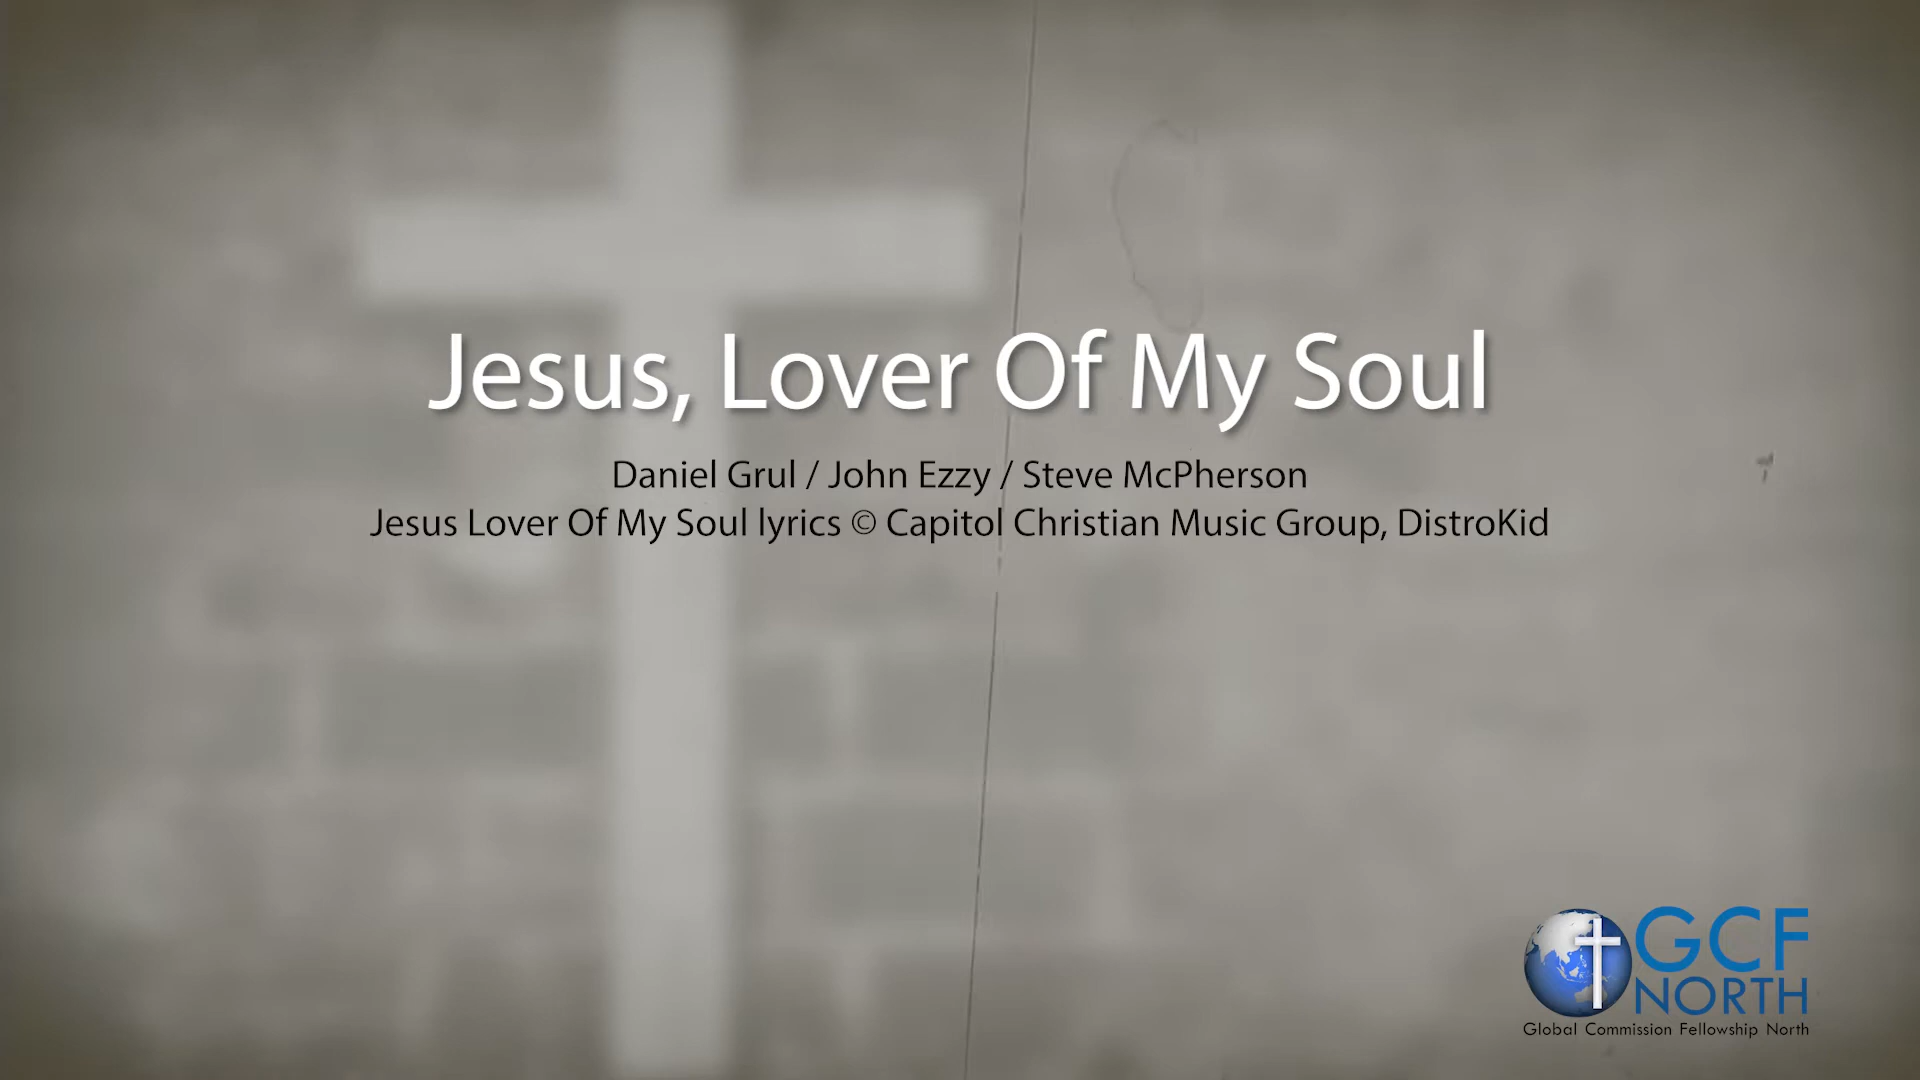 Jesus, Lover Of My Soul
Daniel Grul / John Ezzy / Steve McPherson
Jesus Lover Of My Soul lyrics © Capitol Christian Music Group, DistroKid
GCF
NORTH
Global Commission Fellowship North